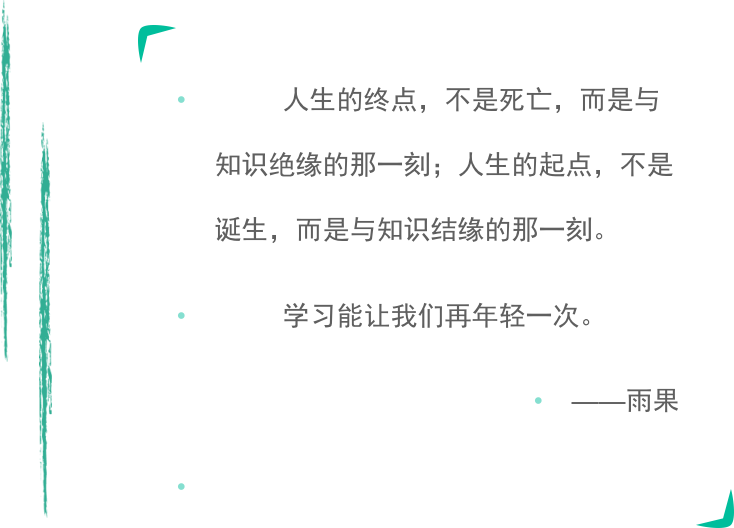 • 人生的终点，不是死亡，而是与
知识绝缘的那一刻；人生的起点，不是
诞生，而是与知识结缘的那一刻。
• 学习能让我们再年轻一次。
• ——雨果
•